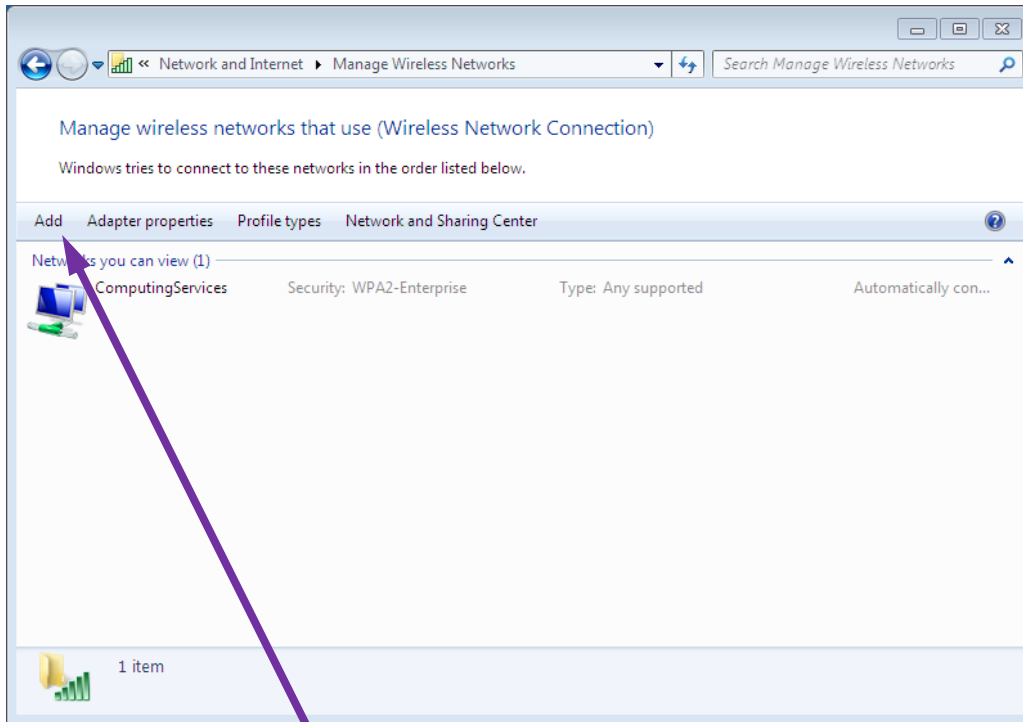 « Network and Internet Manage Wireless Networks Search Manage Wireless Networks
Manage wireless networks that use (Wireless Network Connection)
Windows tries to connect to these networks in the order listed below.
Add Adapter properties Profile types Network and Sharing Center
Networks you can view (1)
ComputingServices Security: WPA2-Enterprise Type: Any supported Automatically con...
1 item